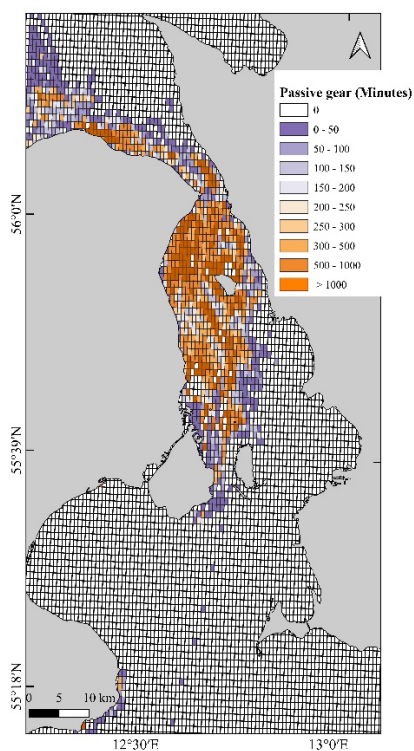 Passive gear (Minutes)
0
0 - 50
50 - 100
100 - 150
150 - 200
200 - 250
250 - 300
300 - 500
500 - 1000
> 1000
56°0'N
55°39'N
55°18'N
0 5 10 km
12°30'E 13°0'E